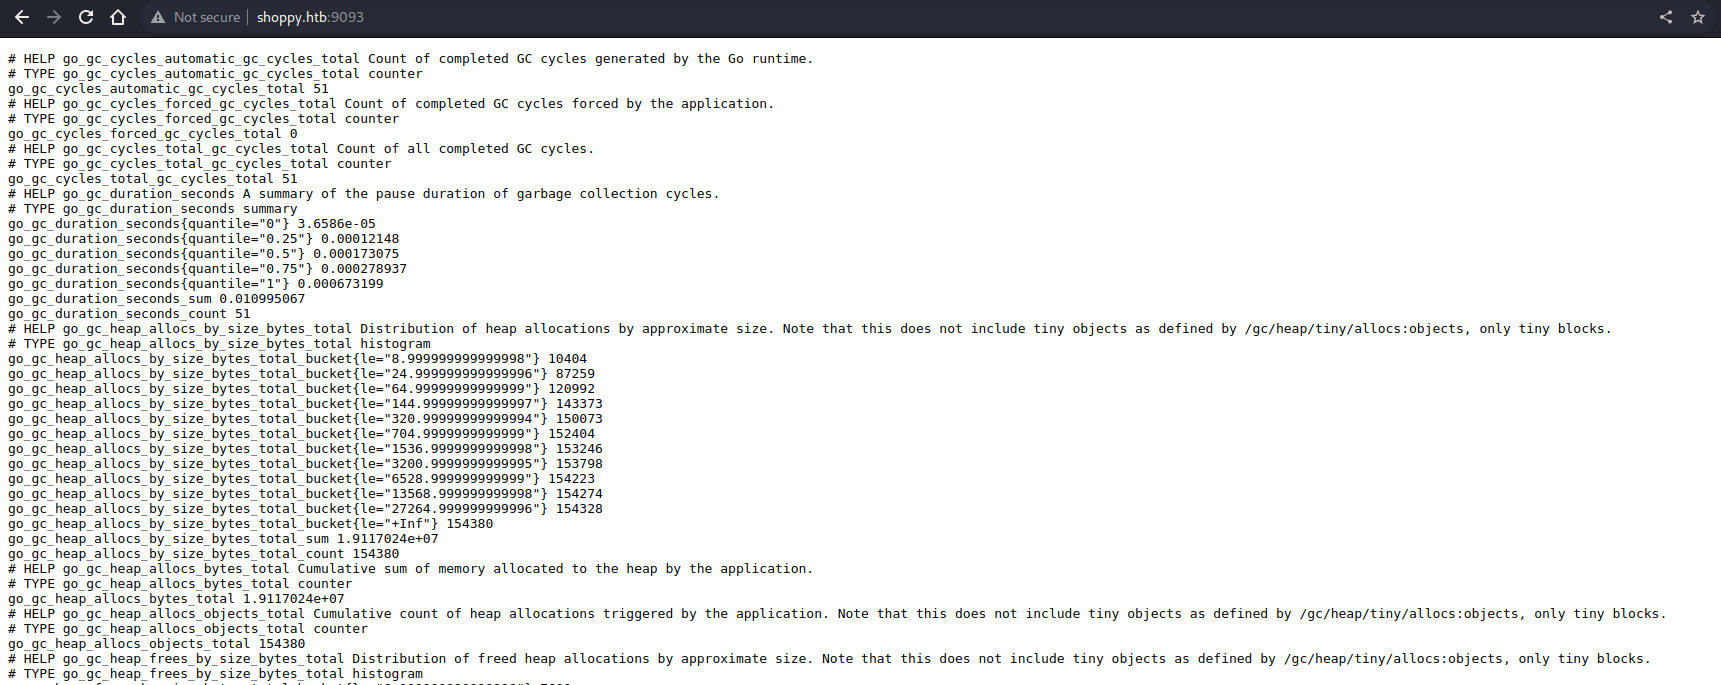 Not secure shoppy.htb:9093
# HELP go_gc_cycles_automatic_gc_cycles_total Count of completed GC cycles generated by the Go runtime.
# TYPE go_gc_cycles_automatic_gc_cycles_total counter
go_gc_cycles_automatic_gc_cycles_total 51
# HELP go_gc_cycles_forced_gc_cycles_total Count of completed GC cycles forced by the application.
# TYPE go_gc_cycles_forced_gc_cycles_total counter
go_gc_cycles_forced_gc_cycles_total 0
# HELP go_gc_cycles_total_gc_cycles_total Count of all completed GC cycles.
# TYPE go_gc_cycles_total_gc_cycles_total counter
go_gc_cycles_total_gc_cycles_total 51
# HELP go_gc_duration_seconds A summary of the pause duration of garbage collection cycles.
# TYPE go_gc_duration_seconds summary
go_gc_duration_seconds{quantile="0"} 3.6586e-05
go_gc_duration_seconds{quantile="0.25"} 0.00012148
go_gc_duration_seconds{quantile="0.5"} 0.000173075
go_gc_duration_seconds{quantile="0.75"} 0.000278937
go_gc_duration_seconds{quantile="1"} 0.000673199
go_gc_duration_seconds_sum 0.010995067
go_gc_duration_seconds_count 51
# HELP go_gc_heap_allocs_by_size_bytes_total Distribution of heap allocations by approximate size. Note that this does not include tiny objects as defined by /gc/heap/tiny/allocs:objects, only tiny blocks.
# TYPE go_gc_heap_allocs_by_size_bytes_total histogram
go_gc_heap_allocs_by_size_bytes_total_bucket{le="8.999999999999998"} 10404
go_gc_heap_allocs_by_size_bytes_total_bucket{le="24.999999999999996"} 87259
go_gc_heap_allocs_by_size_bytes_total_bucket{le="64.99999999999999"} 120992
go_gc_heap_allocs_by_size_bytes_total_bucket{le="144.99999999999997"} 143373
go_gc_heap_allocs_by_size_bytes_total_bucket{le="320.99999999999994"} 150073
go_gc_heap_allocs_by_size_bytes_total_bucket{le="704.9999999999999"} 152404
go_gc_heap_allocs_by_size_bytes_total_bucket{le="1536.9999999999998"} 153246
go_gc_heap_allocs_by_size_bytes_total_bucket{le="3200.9999999999995"} 153798
go_gc_heap_allocs_by_size_bytes_total_bucket{le="6528.999999999999"} 154223
go_gc_heap_allocs_by_size_bytes_total_bucket{le="13568.999999999998"} 154274
go_gc_heap_allocs_by_size_bytes_total_bucket{le="27264.999999999996"} 154328
go_gc_heap_allocs_by_size_bytes_total_bucket{le="+Inf"} 154380
go_gc_heap_allocs_by_size_bytes_total_sum 1.9117024e+07
go_gc_heap_allocs_by_size_bytes_total_count 154380
# HELP go_gc_heap_allocs_bytes_total Cumulative sum of memory allocated to the heap by the application.
# TYPE go_gc_heap_allocs_bytes_total counter
go_gc_heap_allocs_bytes_total 1.9117024e+07
# HELP go_gc_heap_allocs_objects_total Cumulative count of heap allocations triggered by the application. Note that this does not include tiny objects as defined by /gc/heap/tiny/allocs:objects, only tiny blocks.
# TYPE go_gc_heap_allocs_objects_total counter
go_gc_heap_allocs_objects_total 154380
# HELP go_gc_heap_frees_by_size_bytes_total Distribution of freed heap allocations by approximate size. Note that this does not include tiny objects as defined by /gc/heap/tiny/allocs:objects, only tiny blocks.
# TYPE go_gc_heap_frees_by_size_bytes_total histogram